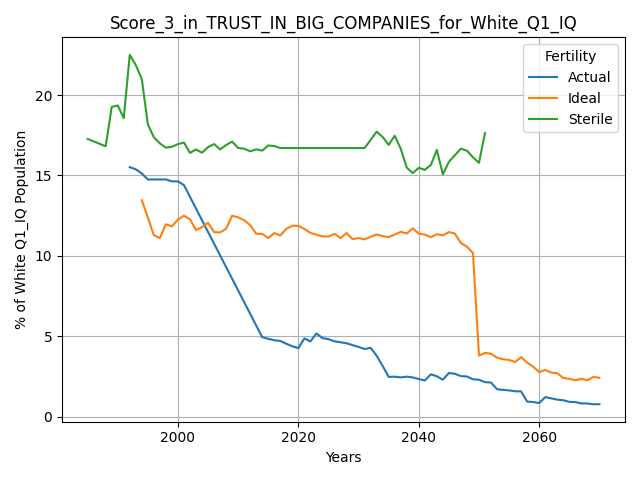 Score_3_in_TRUST_IN_BIG_COMPANIES_for_White_Q1_IQ
Fertility
Actual
Ideal
Sterile
% of White Q1_IQ Population
20
15
10
5
0
2000 2020 2040 2060
Years